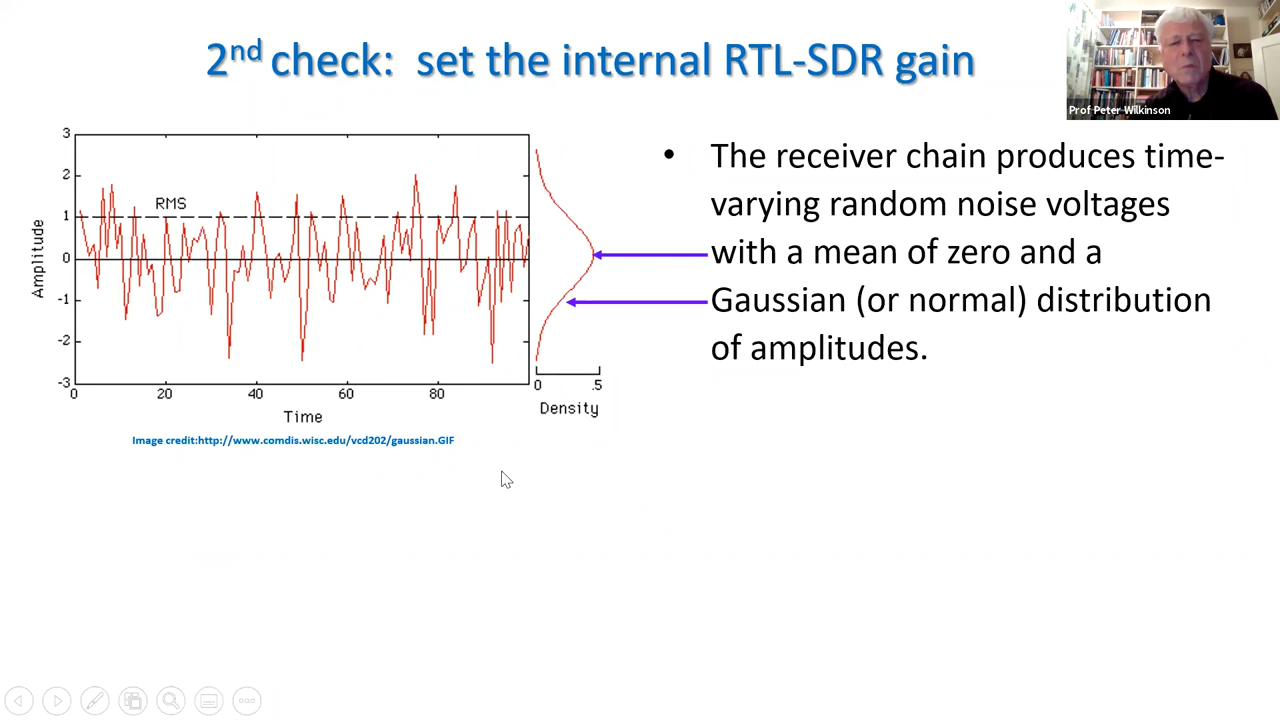 2nd check: set the internal RTL-SDR gain
Prof Peter Wilkinson
3
2
1
0
-1
-2
-3
Amplitude
RMS
0
20
40
60
80
Time
0
.5
Density
Image credit:http://www.comdis.wisc.edu/vcd202/gaussian.GIF
• The receiver chain produces time-
varying random noise voltages
with a mean of zero and a
Gaussian (or normal) distribution
of amplitudes.